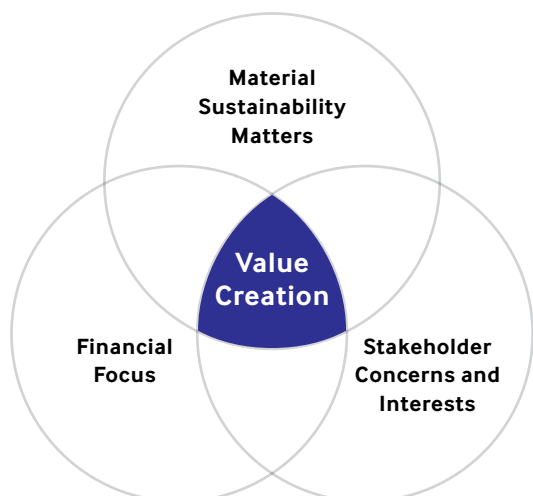 Material
Sustainability
Matters
Value
Creation
Financial
Focus
Stakeholder
Concerns and
Interests